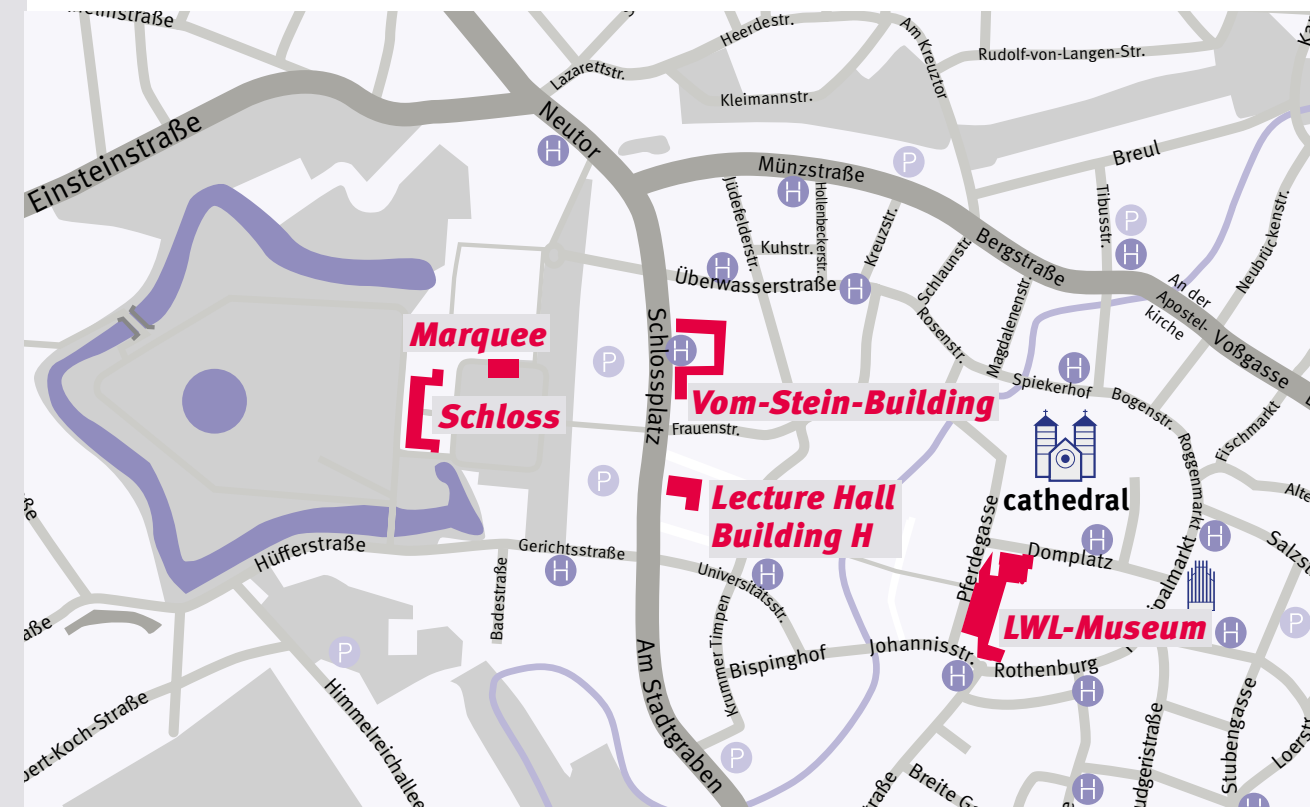 Heerdestr.
Am Kreuztor
Rudolf-von-Langen-Str.
Lazarettstr.
Kleimannstr.
Neutor
Einsteinstraße
H
Münzstraße
P
Breul
H
Jüdefelderstr.
Hollenbeckerstr.
Kreuzstr.
Tibusstr.
P
H
Neubrückenstr.
Kuhstr.
Schlaunstr.
Bergstraße
H
Überwasserstraße
H
Magdalenenstr.
An der
Apostel-
kirche
Voßgasse
Rosenstr.
Schlossplatz
Marquee
P
H
H
Spiekerhof
Bogenstr.
Vom-Stein-Building
Schloss
Frauenstr.
Roggenmarkt
Fischmarkt
P
Lecture Hall
Building H
cathedral
Pferdegasse
Alte
Hüfferstraße
Gerichtsstraße
H
Universitätsstr.
H
H
Domplatz
H
Badestraße
Krummer Timpen
LWL-Museum
H
P
P
Am Stadtgraben
Bispinghof
Johannisstr.
H
Rothenburg
H
Himmelreichallee
P
Stubengasse
Breite
H
H